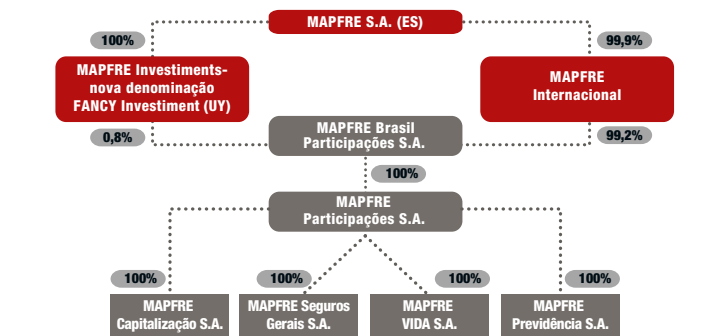 MAPFRE S.A. (ES)
100%
99,9%
MAPFRE Investiments-
nova denominação
FANCY Investiment (UY)
MAPFRE
Internacional
0,8%
MAPFRE Brasil
Participações S.A.
99,2%
100%
MAPFRE
Participações S.A.
100%
100%
100%
100%
MAPFRE
Capitalização S.A.
MAPFRE Seguros
Gerais S.A.
MAPFRE
VIDA S.A.
MAPFRE
Previdência S.A.